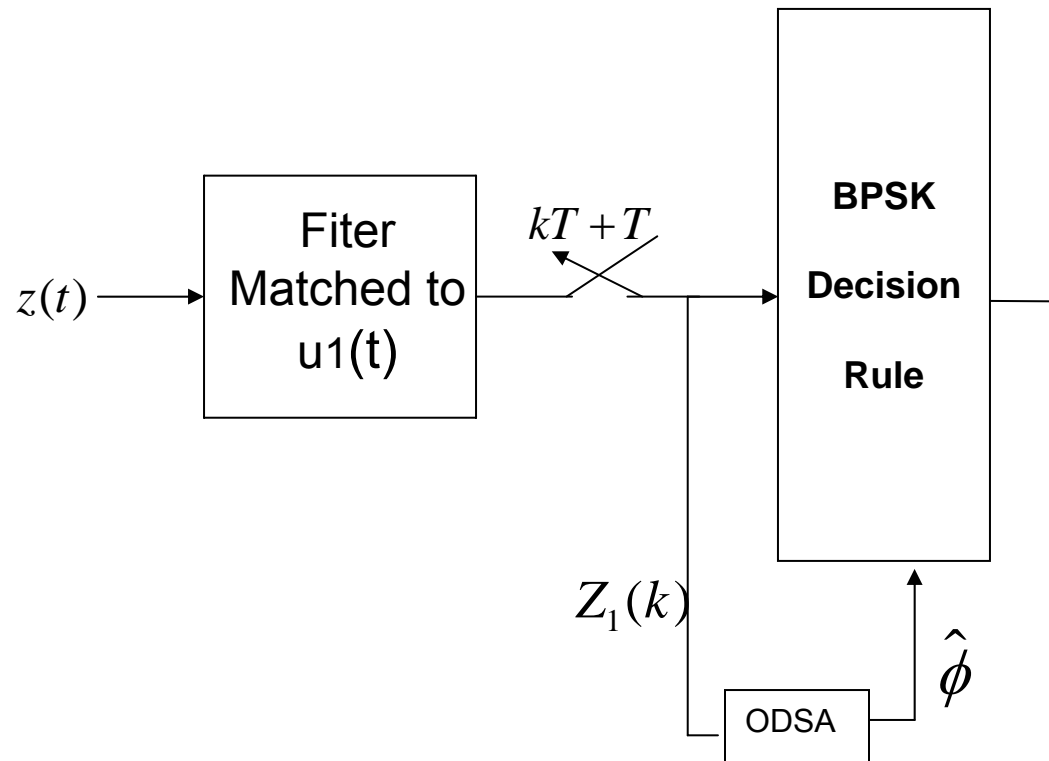 z(t)
Fiter
Matched to
u1(t)
kT + T
BPSK
Decision
Rule
Z₁(k)
ODSA
ϕ̂